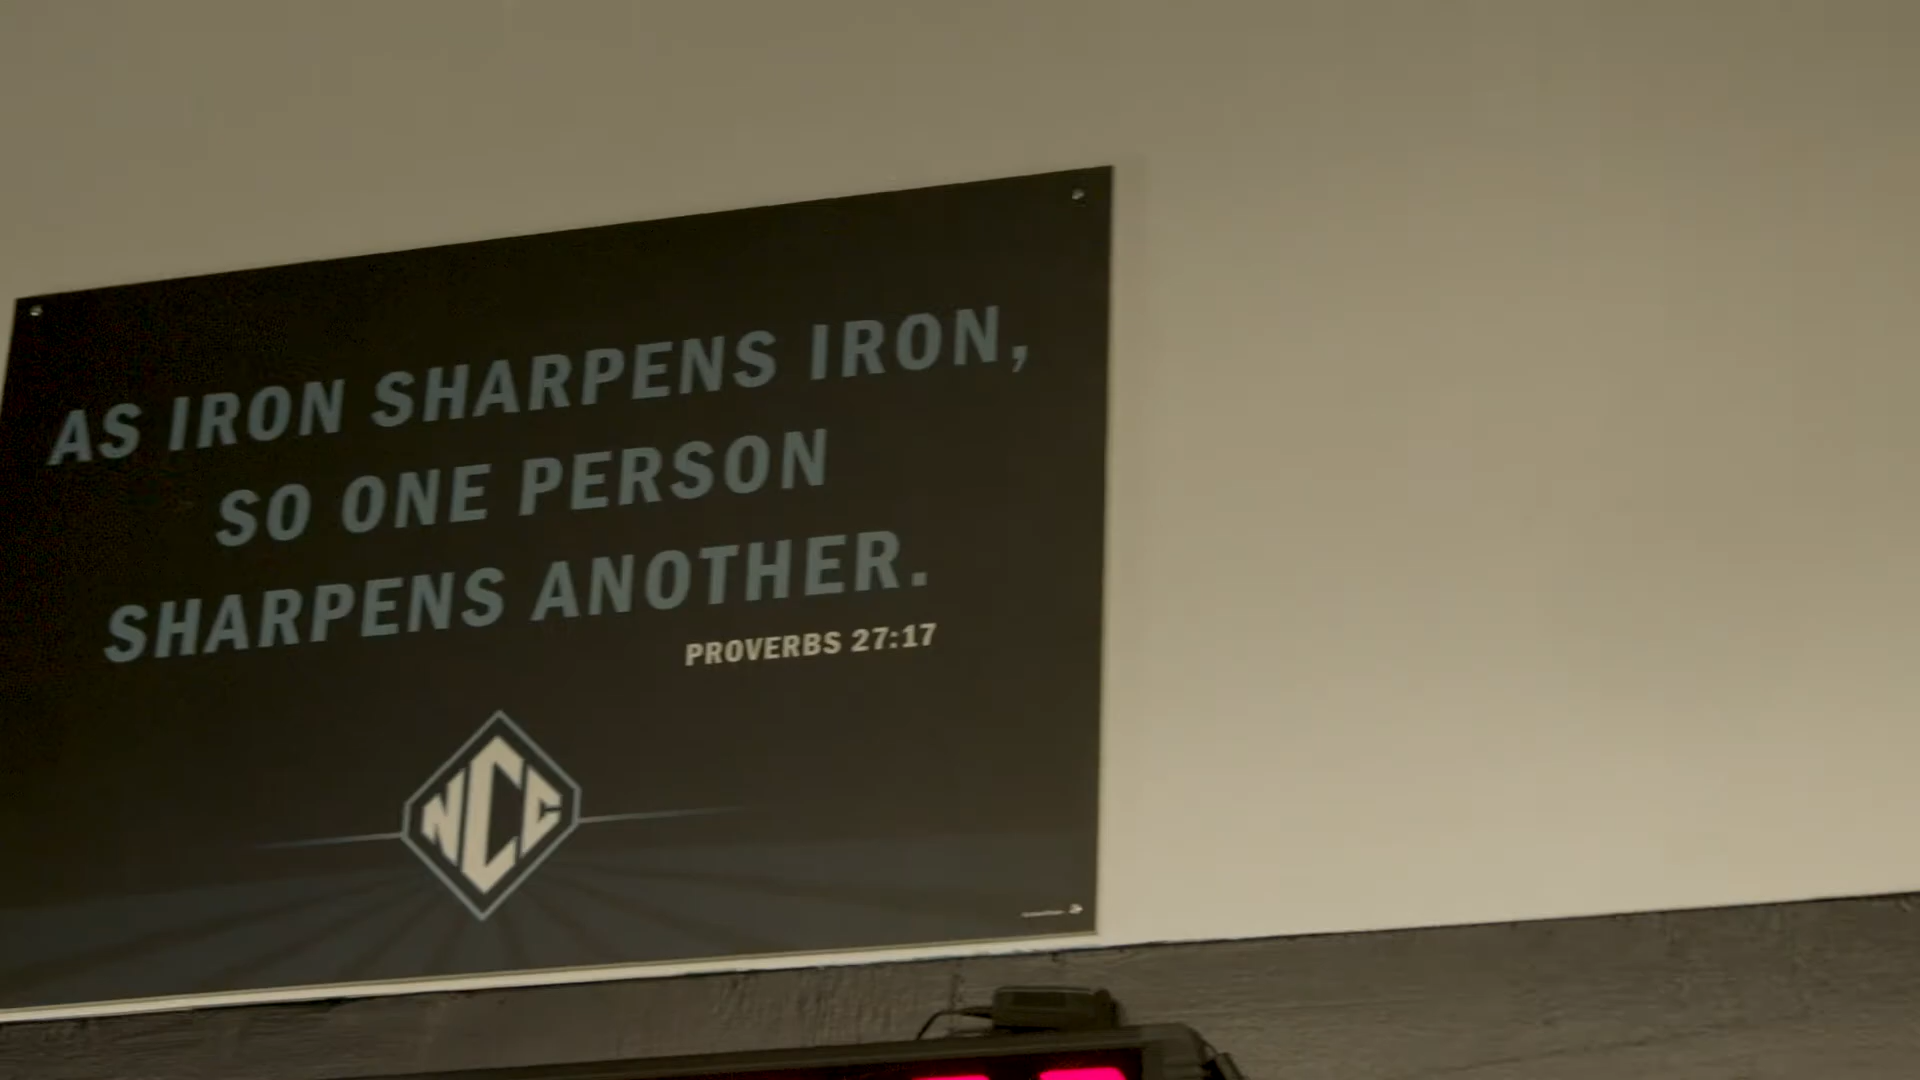 AS IRON SHARPENS IRON,
SO ONE PERSON
SHARPENS ANOTHER.
PROVERBS 27:17
NCC